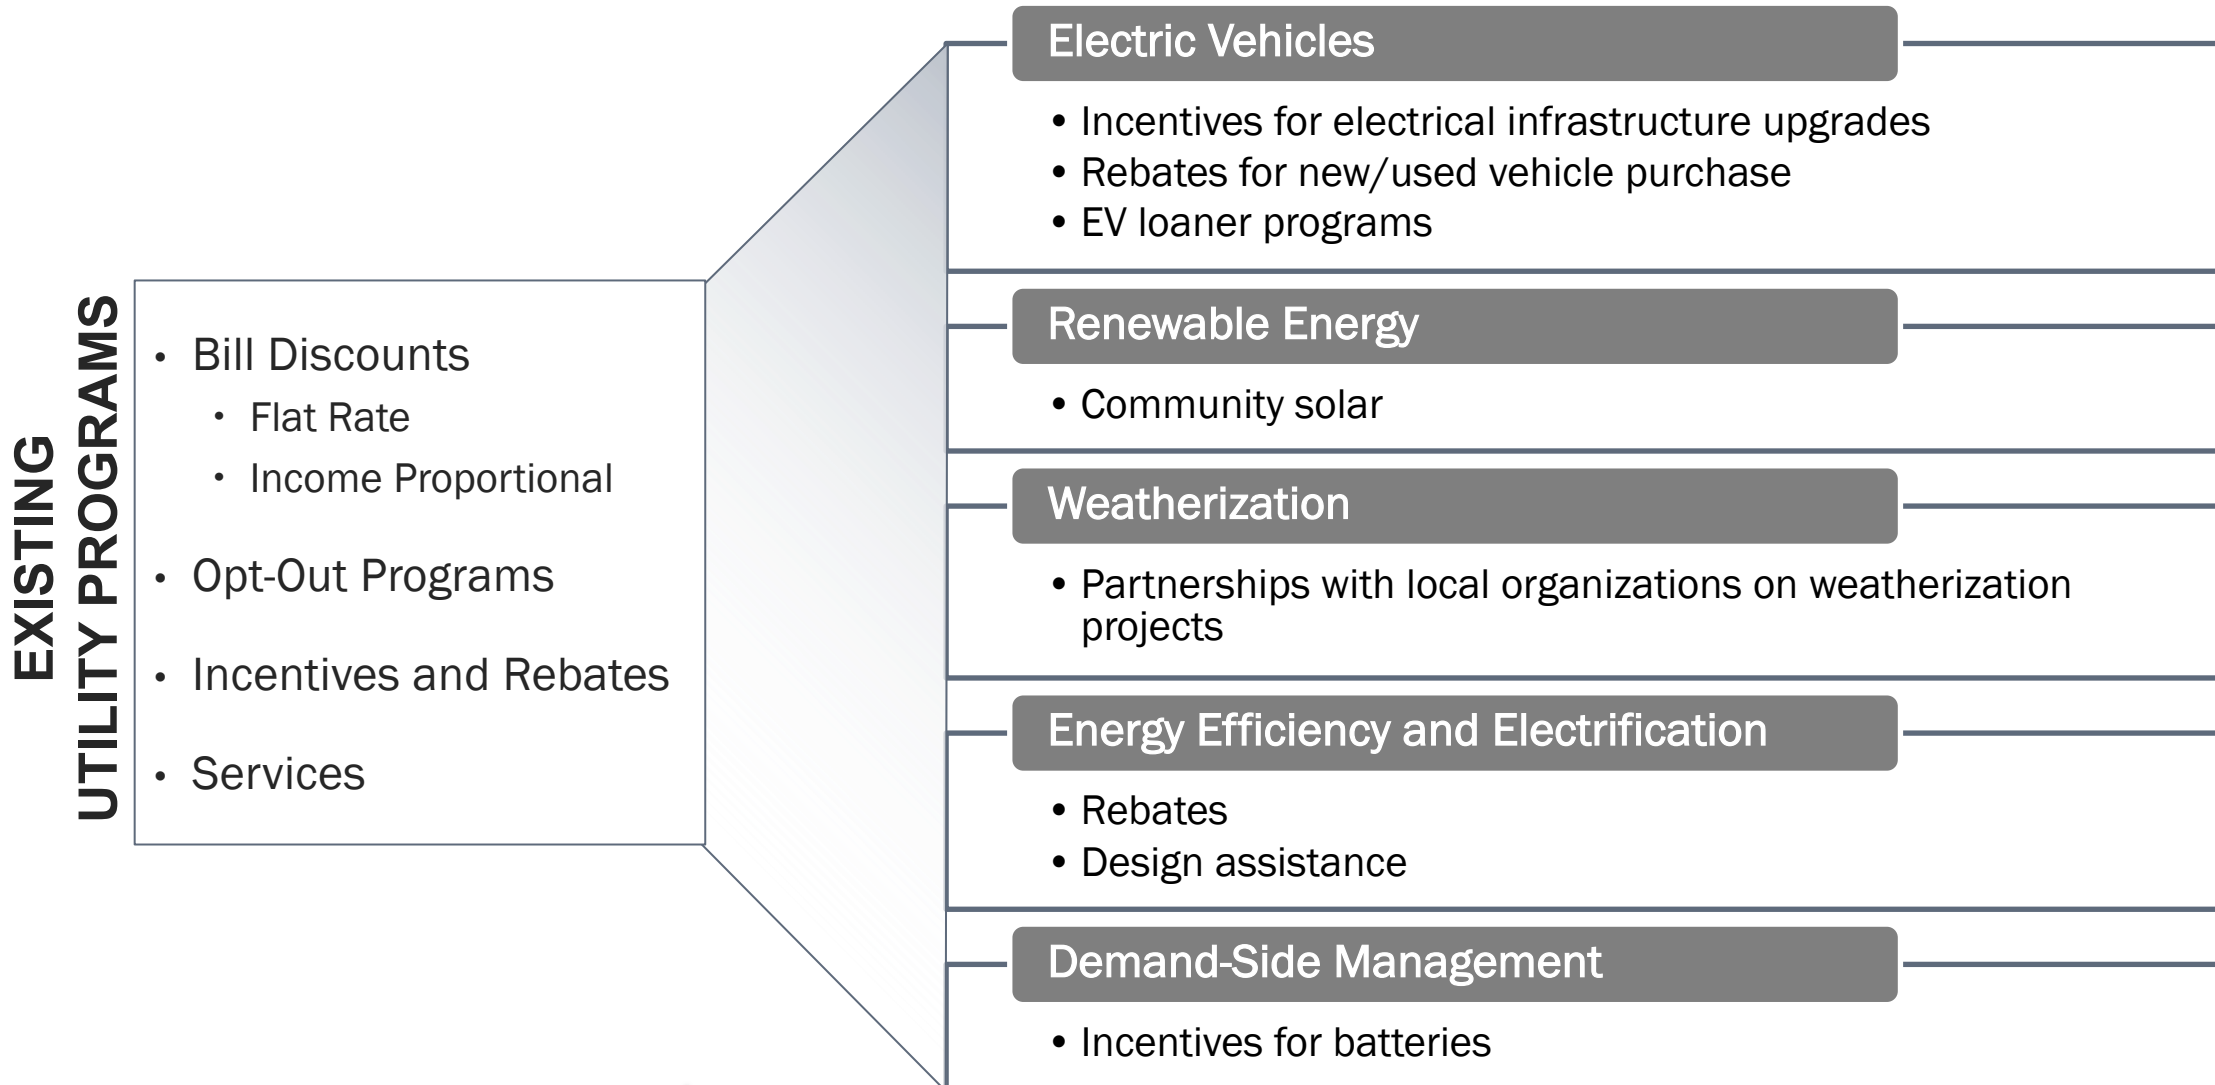 EXISTING
UTILITY PROGRAMS
• Bill Discounts
• Flat Rate
• Income Proportional
• Opt-Out Programs
• Incentives and Rebates
• Services
Electric Vehicles
• Incentives for electrical infrastructure upgrades
• Rebates for new/used vehicle purchase
• EV loaner programs
Renewable Energy
• Community solar
Weatherization
• Partnerships with local organizations on weatherization
projects
Energy Efficiency and Electrification
• Rebates
• Design assistance
Demand-Side Management
• Incentives for batteries